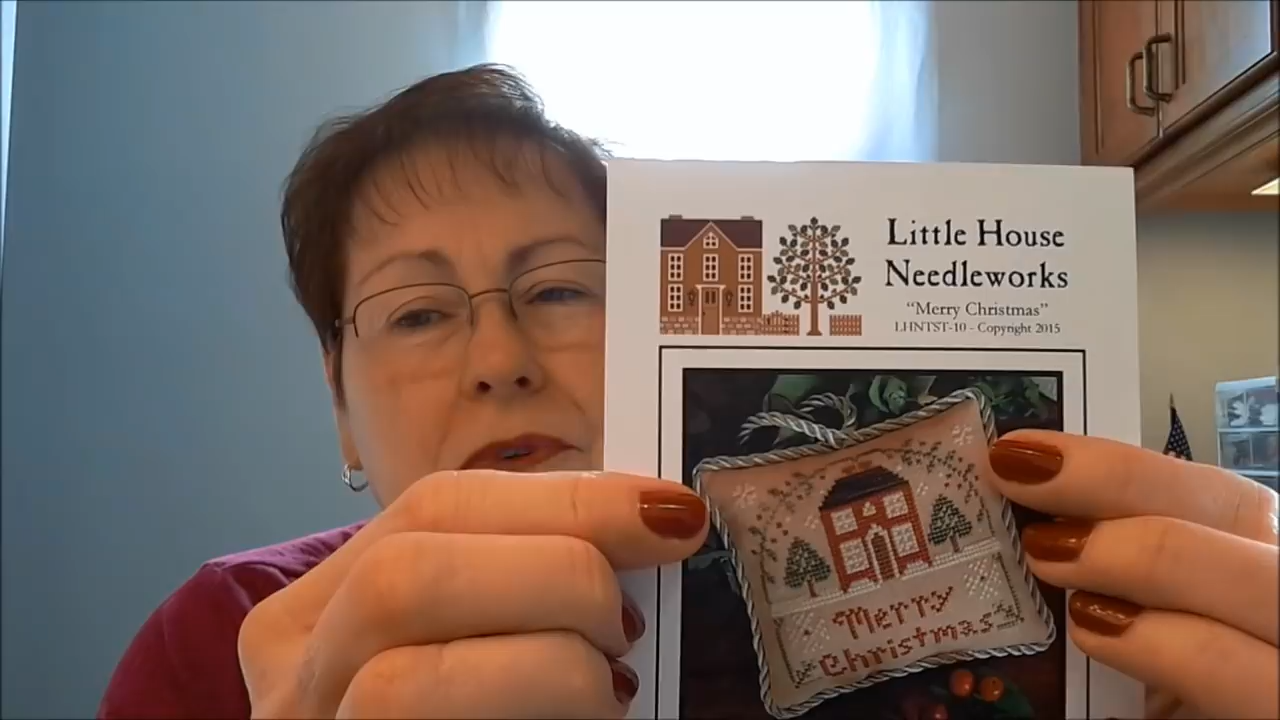 Little House
Needleworks
“Merry Christmas”
LHNTST-10 - Copyright 2015
Merry
Christmas